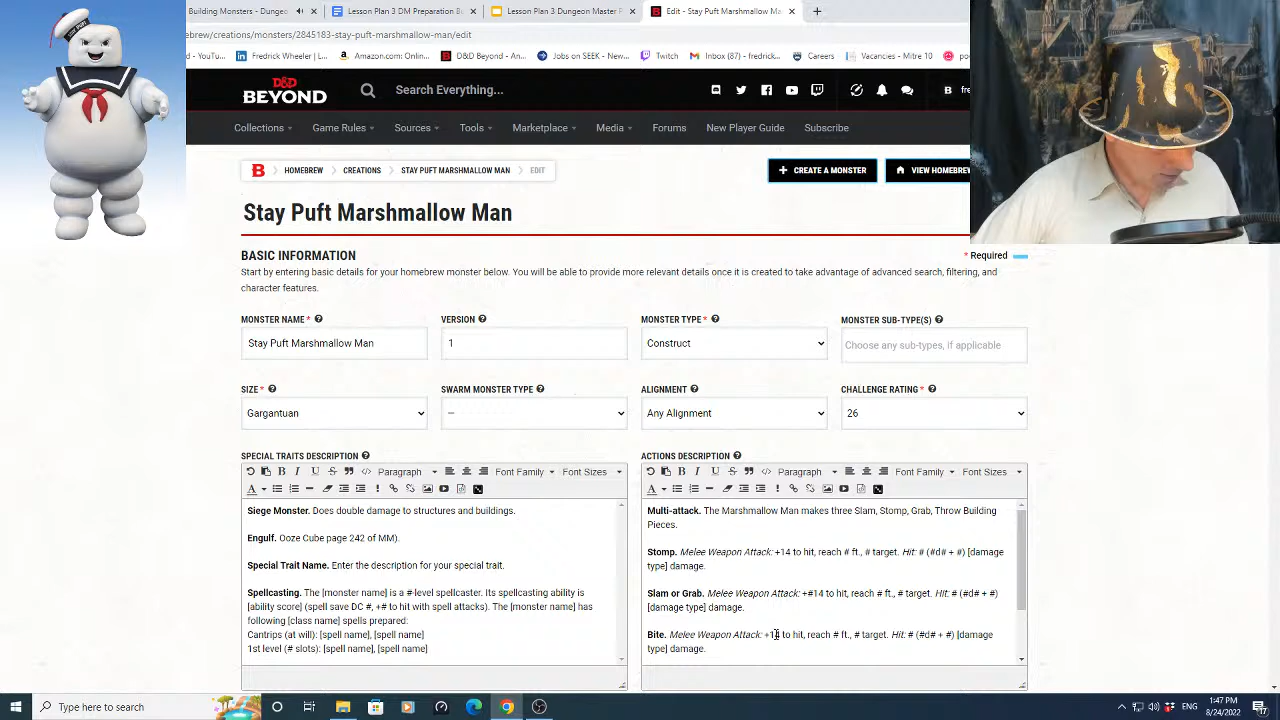 Building Monsters - Dungeo
Lesson Plan 3 DM Preparation Bo
Lesson Plan 3 Dungeon Master F
Edit - Stay Puft Marshmallow Man
ebrew/creations/monsters/2845183-stay-puft-marshmallow-man/edit
d - YouTube
Fredrick Wheeler |...
Amazon.com: Onlin...
D&D Beyond - An...
Jobs on SEEK - New...
Twitch
Inbox (87) - fredrick...
Careers
Vacancies - Mitre 10
D&D
BEYOND
Search Everything...
B fre
Collections
Game Rules
Sources
Tools
Marketplace
Media
Forums
New Player Guide
Subscribe
B HOMEBREW
CREATIONS
STAY PUFT MARSHMALLOW MAN
EDIT
+ CREATE A MONSTER
VIEW HOMEBREW
Stay Puft Marshmallow Man
BASIC INFORMATION
* Required
Start by entering basic details for your homebrew monster below. You will be able to provide more relevant details once it is created to take advantage of advanced search, filtering, and
character features.
MONSTER NAME *
VERSION
MONSTER TYPE *
MONSTER SUB-TYPE(S)
Stay Puft Marshmallow Man
1
Construct
Choose any sub-types, if applicable
SIZE *
SWARM MONSTER TYPE
ALIGNMENT
CHALLENGE RATING *
Gargantuan
--
Any Alignment
26
SPECIAL TRAITS DESCRIPTION
Paragraph
Font Family
Font Sizes
Siege Monster. Does double damage to structures and buildings.
Engulf. Ooze Cube page 242 of MM).
Special Trait Name. Enter the description for your special trait.
Spellcasting. The [monster name] is a #-level spellcaster. Its spellcasting ability is
[ability score] (spell save DC #, +# to hit with spell attacks). The [monster name] has
following [class name] spells prepared:
Cantrips (at will): [spell name], [spell name]
1st level (# slots): [spell name], [spell name]
ACTIONS DESCRIPTION
Paragraph
Font Family
Font Sizes
Multi-attack. The Marshmallow Man makes three Slam, Stomp, Grab, Throw Building
Pieces.
Stomp. Melee Weapon Attack: +14 to hit, reach # ft., # target. Hit: # (#d# + #) [damage
type] damage.
Slam or Grab. Melee Weapon Attack: +#14 to hit, reach # ft., # target. Hit: # (#d# + #)
[damage type] damage.
Bite. Melee Weapon Attack: +14 to hit, reach # ft., # target. Hit: # (#d# + #) [damage
type] damage.
Type here to search
ENG
1:47 PM
8/24/2022
17